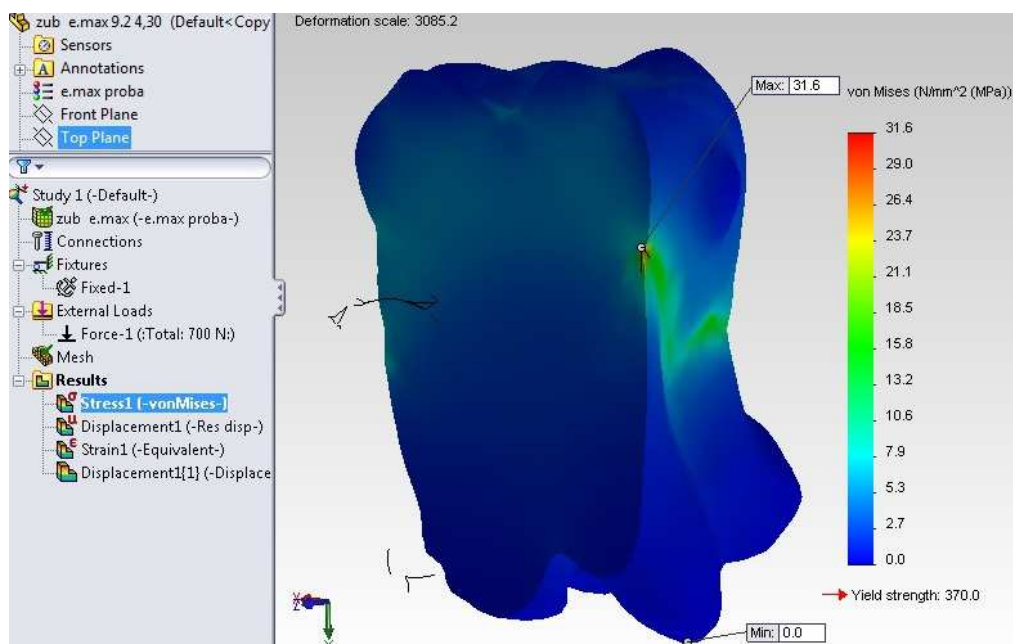 zub e.max 9.2 4,30 (Default<Copy
Sensors
Annotations
e.max proba
Front Plane
Top Plane
Study 1 (-Default-)
zub e.max (-e.max proba-)
Connections
Fixtures
Fixed-1
External Loads
Force-1 (:Total: 700 N:)
Mesh
Results
Stress1 (-vonMises-)
Displacement1 (-Res disp-)
Strain1 (-Equivalent-)
Displacement1{1} (-Displace
Deformation scale: 3085.2
Max: 31.6
von Mises (N/mm^2 (MPa))
31.6
29.0
26.4
23.7
21.1
18.5
15.8
13.2
10.6
7.9
5.3
2.7
0.0
Yield strength: 370.0
Min: 0.0